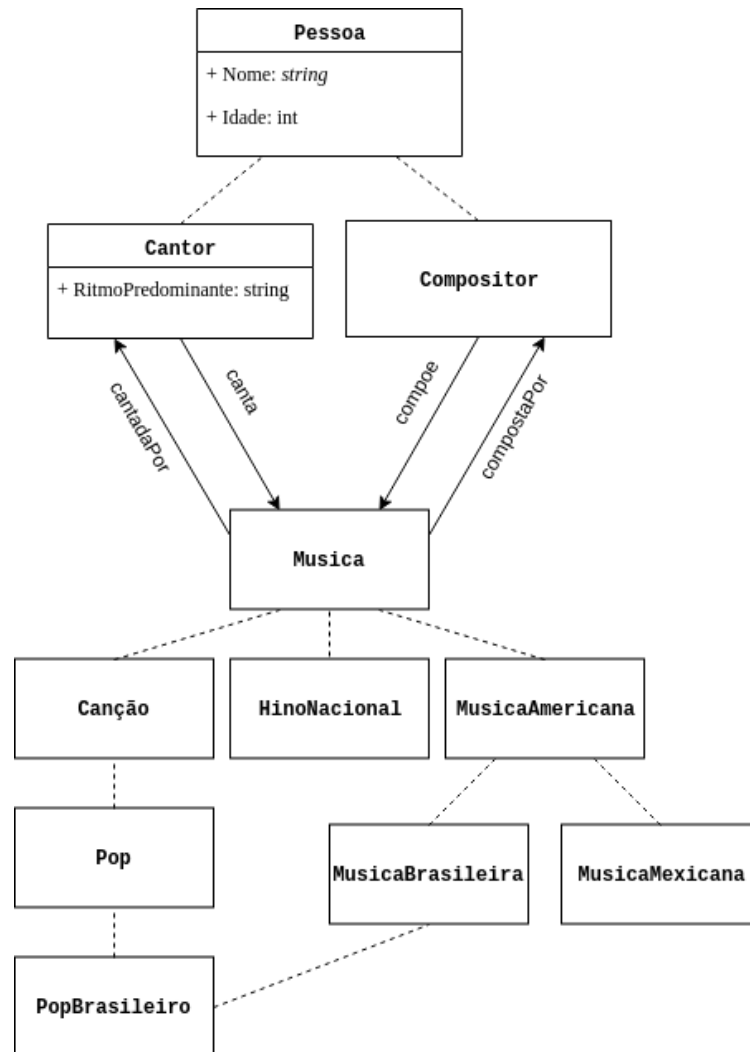 Pessoa
+ Nome: string
+ Idade: int
Cantor
+ RitmoPredominante: string
Compositor
cantadaPor
canta
compoe
compostaPor
Musica
Canção
HinoNacional
MusicaAmericana
Pop
MusicaBrasileira
MusicaMexicana
PopBrasileiro